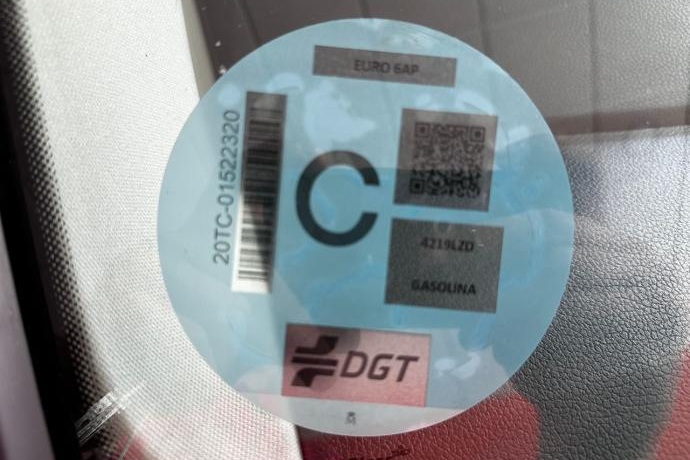 EURO 6AP
20TC-01522320
C
4219LZD
GASOLINA
DGT